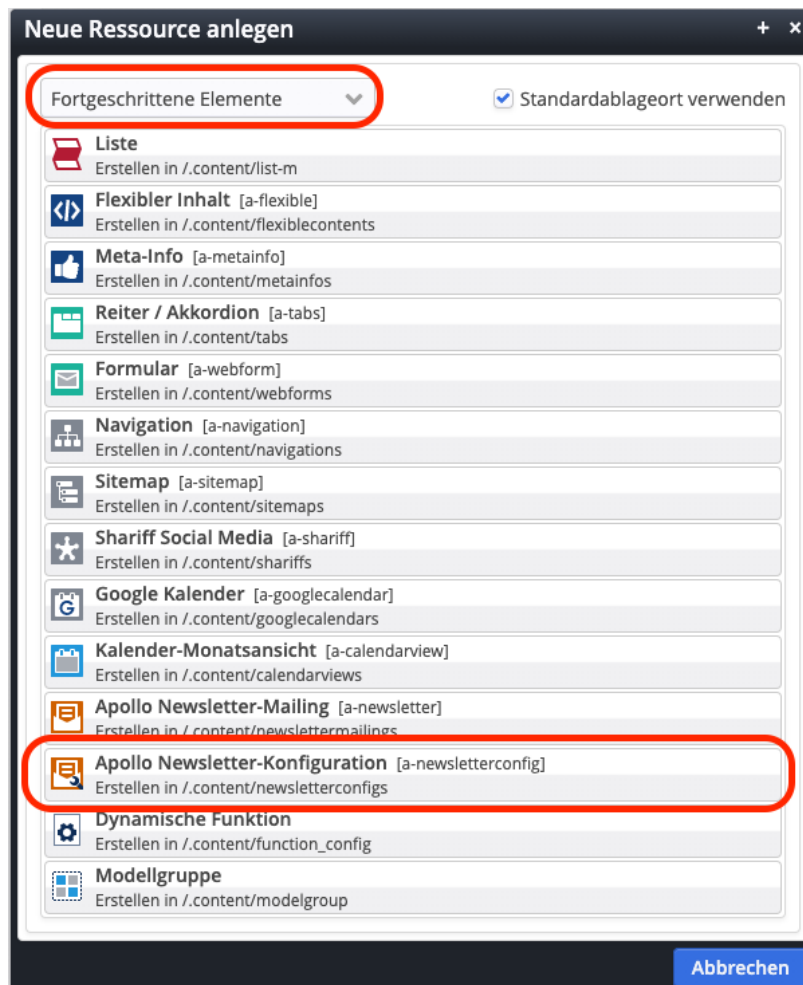 Neue Ressource anlegen
+ ×
Fortgeschrittene Elemente
Standardablageort verwenden
Liste
Erstellen in /.content/list-m
Flexibler Inhalt [a-flexible]
Erstellen in /.content/flexiblecontents
Meta-Info [a-metainfo]
Erstellen in /.content/metainfos
Reiter / Akkordion [a-tabs]
Erstellen in /.content/tabs
Formular [a-webform]
Erstellen in /.content/webforms
Navigation [a-navigation]
Erstellen in /.content/navigations
Sitemap [a-sitemap]
Erstellen in /.content/sitemaps
Shariff Social Media [a-shariff]
Erstellen in /.content/shariffs
Google Kalender [a-googlecalendar]
Erstellen in /.content/googlecalendars
Kalender-Monatsansicht [a-calendarview]
Erstellen in /.content/calendarviews
Apollo Newsletter-Mailing [a-newsletter]
Erstellen in /.content/newslettermailings
Apollo Newsletter-Konfiguration [a-newsletterconfig]
Erstellen in /.content/newsletterconfigs
Dynamische Funktion
Erstellen in /.content/function_config
Modellgruppe
Erstellen in /.content/modelgroup
Abbrechen